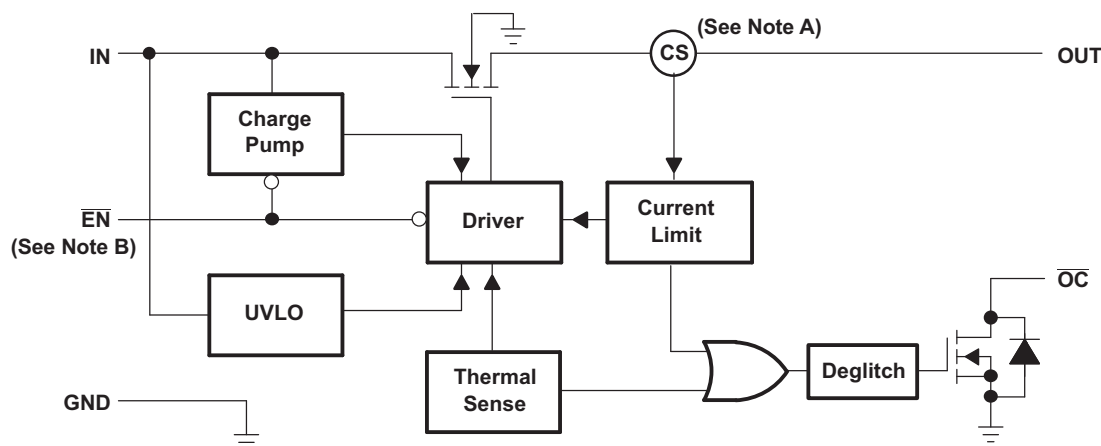 (See Note A)
IN
CS
OUT
Charge
Pump
EN
(See Note B)
Driver
Current
Limit
OC
UVLO
Thermal
Sense
Deglitch
GND